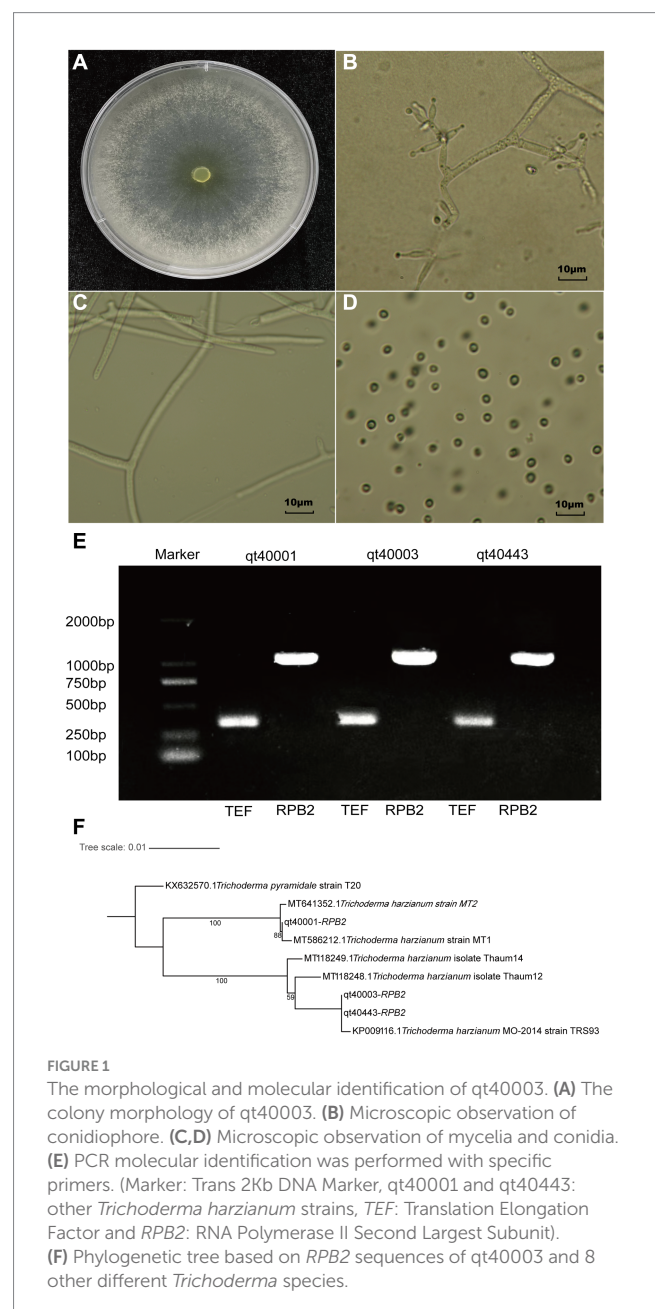 A
B
10μm
C
10μm
D
10μm
E
Marker qt40001 qt40003 qt40443
2000bp
1000bp
750bp
500bp
250bp
100bp
TEF RPB2 TEF RPB2 TEF RPB2
F
Tree scale: 0.01
KX632570.1Trichoderma pyramidale strain T20
MT641352.1Trichoderma harzianum strain MT2
100
qt40001-RPB2
88
MT586212.1Trichoderma harzianum strain MT1
MT118249.1Trichoderma harzianum isolate Thaum14
100
MT118248.1Trichoderma harzianum isolate Thaum12
59
qt40003-RPB2
qt40443-RPB2
KP009116.1Trichoderma harzianum MO-2014 strain TRS93
FIGURE 1
The morphological and molecular identification of qt40003. (A) The
colony morphology of qt40003. (B) Microscopic observation of
conidiophore. (C,D) Microscopic observation of mycelia and conidia.
(E) PCR molecular identification was performed with specific
primers. (Marker: Trans 2Kb DNA Marker, qt40001 and qt40443:
other Trichoderma harzianum strains, TEF: Translation Elongation
Factor and RPB2: RNA Polymerase II Second Largest Subunit).
(F) Phylogenetic tree based on RPB2 sequences of qt40003 and 8
other different Trichoderma species.